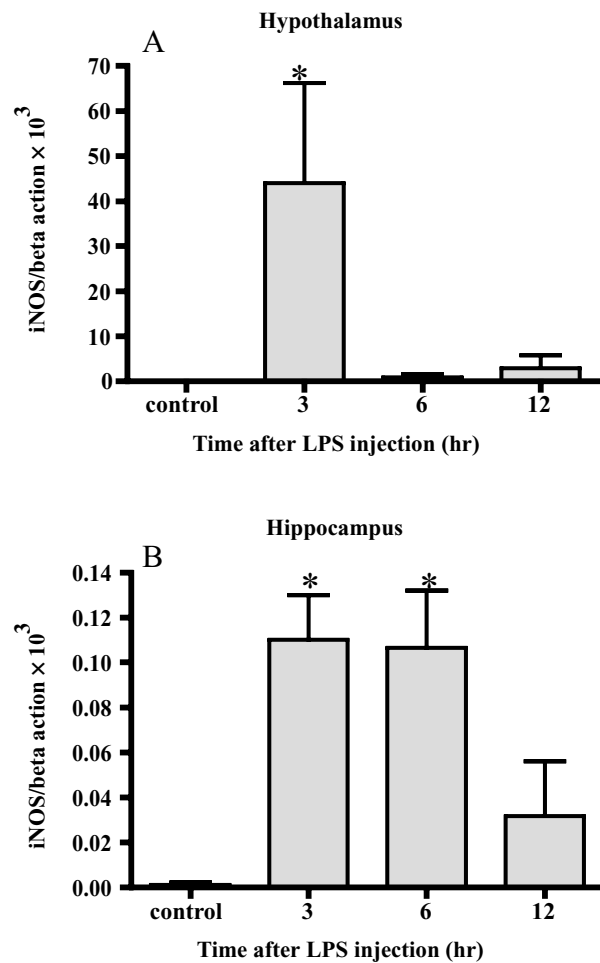 Hypothalamus
A
iNOS/beta action × 10³
70
60
50
40
30
20
10
0
*
control 3 6 12
Time after LPS injection (hr)
Hippocampus
B
iNOS/beta action × 10³
0.14
0.12
0.10
0.08
0.06
0.04
0.02
0.00
* *
control 3 6 12
Time after LPS injection (hr)